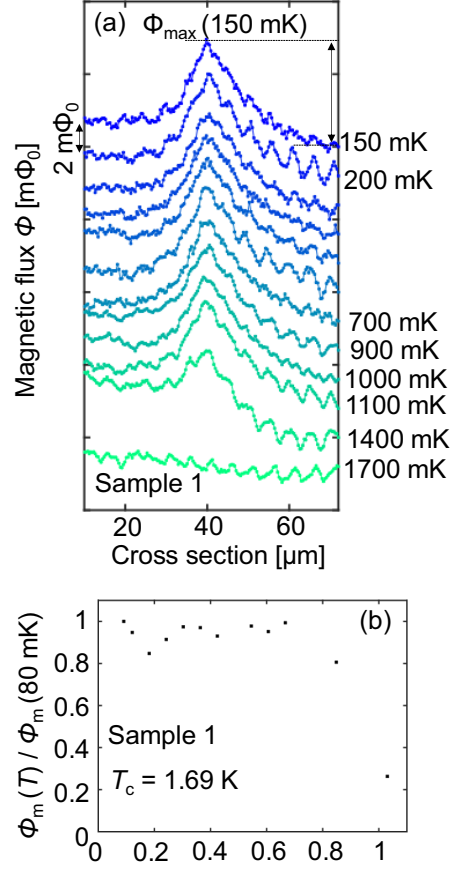 (a) Φmax (150 mK)
2 mΦ0
Magnetic flux Φ [mΦ0]
150 mK
200 mK
700 mK
900 mK
1000 mK
1100 mK
1400 mK
1700 mK
Sample 1
20 40 60
Cross section [µm]
(b)
Φm (T) / Φm (80 mK)
1
0.8
0.6
0.4
0.2
0
Sample 1
Tc = 1.69 K
0 0.2 0.4 0.6 0.8 1